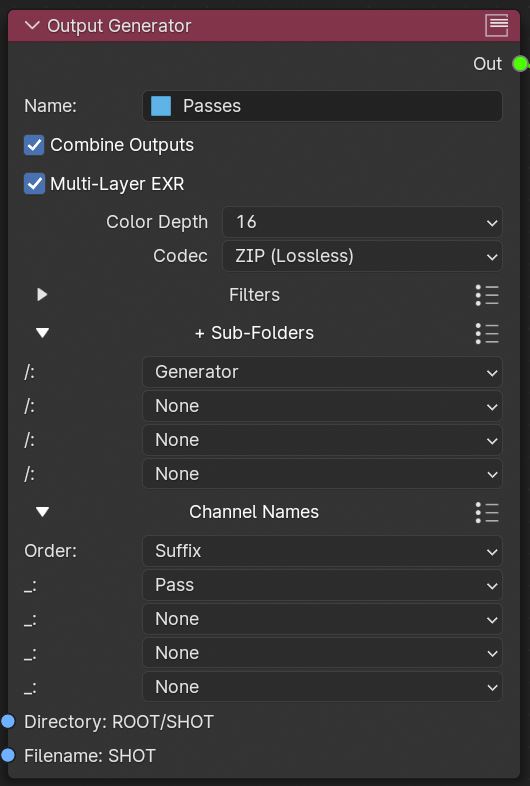 Output Generator
Out
Name: Passes
Combine Outputs
Multi-Layer EXR
Color Depth 16
Codec ZIP (Lossless)
Filters
+ Sub-Folders
/: Generator
/: None
/: None
/: None
Channel Names
Order: Suffix
_: Pass
_: None
_: None
_: None
Directory: ROOT/SHOT
Filename: SHOT